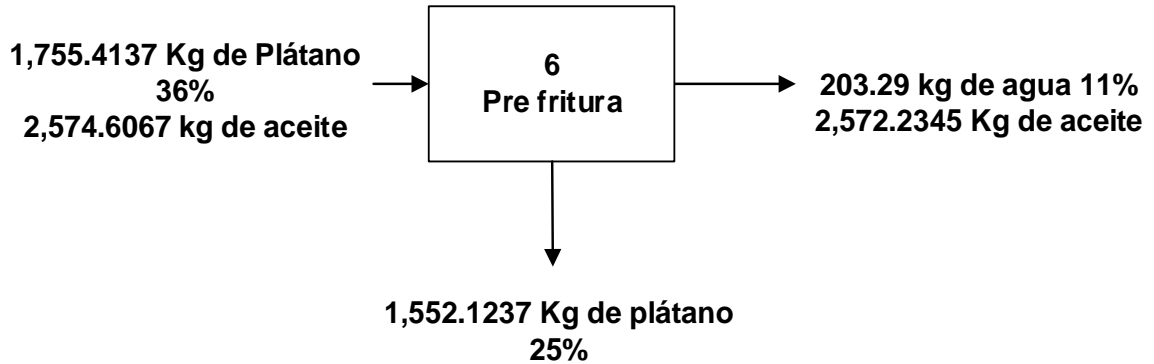 1,755.4137 Kg de Plátano
36%
2,574.6067 kg de aceite
6
Pre fritura
203.29 kg de agua 11%
2,572.2345 Kg de aceite
1,552.1237 Kg de plátano
25%